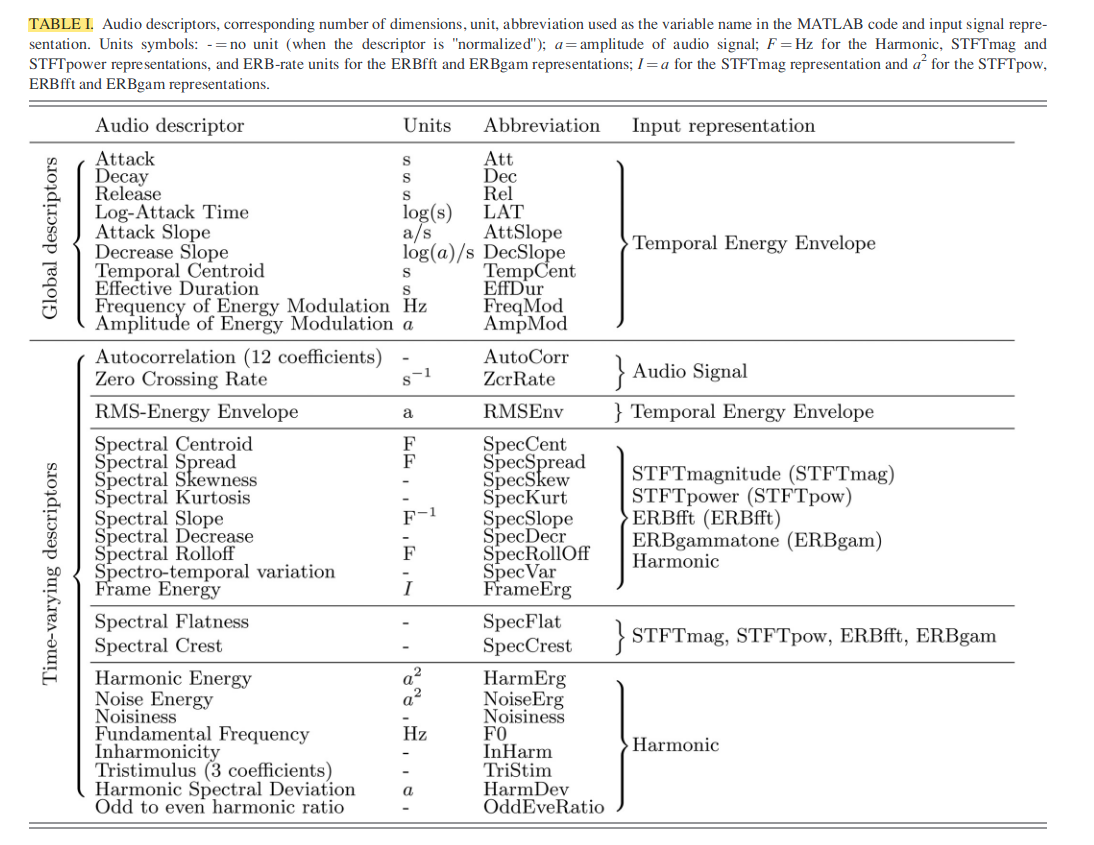 TABLE I. Audio descriptors, corresponding number of dimensions, unit, abbreviation used as the variable name in the MATLAB code and input signal repre-
sentation. Units symbols: - = no unit (when the descriptor is "normalized"); a = amplitude of audio signal; F = Hz for the Harmonic, STFTmag and
STFTpower representations, and ERB-rate units for the ERBfft and ERBgam representations; I = a for the STFTmag representation and a² for the STFTpow,
ERBfft and ERBgam representations.
Audio descriptor Units Abbreviation Input representation
Global descriptors
Attack s Att
Decay s Dec
Release s Rel
Log-Attack Time log(s) LAT
Attack Slope a/s AttSlope
Decrease Slope log(a)/s DecSlope
Temporal Centroid s TempCent
Effective Duration s EffDur
Frequency of Energy Modulation Hz FreqMod
Amplitude of Energy Modulation a AmpMod
Temporal Energy Envelope
Time-varying descriptors
Autocorrelation (12 coefficients) - AutoCorr
Zero Crossing Rate s⁻¹ ZcrRate
Audio Signal
RMS-Energy Envelope a RMSEnv Temporal Energy Envelope
Spectral Centroid F SpecCent
Spectral Spread F SpecSpread
Spectral Skewness - SpecSkew
Spectral Kurtosis - SpecKurt
Spectral Slope F⁻¹ SpecSlope
Spectral Decrease - SpecDecr
Spectral Rolloff F SpecRollOff
Spectro-temporal variation - SpecVar
Frame Energy I FrameErg
STFTmagnitude (STFTmag)
STFTpower (STFTpow)
ERBfft (ERBfft)
ERBgammatone (ERBgam)
Harmonic
Spectral Flatness - SpecFlat
Spectral Crest - SpecCrest
STFTmag, STFTpow, ERBfft, ERBgam
Harmonic Energy a² HarmErg
Noise Energy a² NoiseErg
Noisiness - Noisiness
Fundamental Frequency Hz F0
Inharmonicity - InHarm
Tristimulus (3 coefficients) - TriStim
Harmonic Spectral Deviation a HarmDev
Odd to even harmonic ratio - OddEveRatio
Harmonic